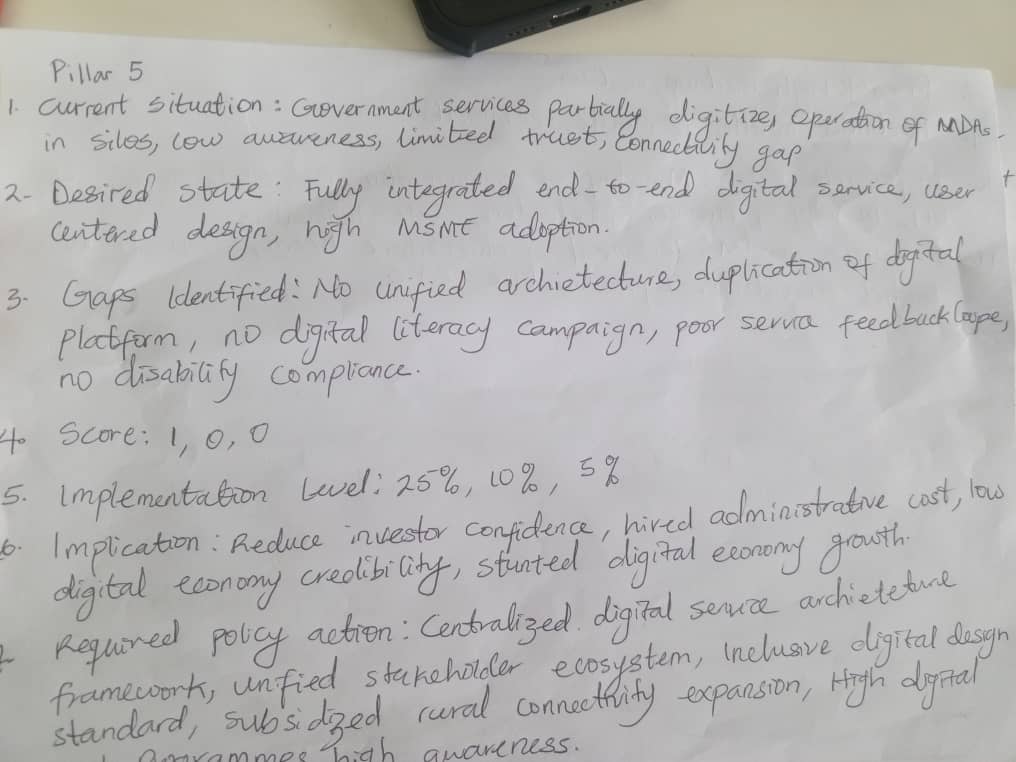 Pillar 5
1. Current situation : Government services partially digitize, operation of MDAs.
in silos, low awareness, limited trust, Connectivity gap
2- Desired state : Fully integrated end-to-end digital service, user
centered design, high MSME adoption.
3- Gaps Identified: No unified archietecture, duplication of digital
platform, no digital literacy campaign, poor service feedback loupe,
no disability compliance.
4. Score: 1, 0, 0
5. Implementation Level: 25%, 10%, 5%
6. Implication : Reduce investor confidence, hired administrative cost, low
digital economy credibility, stunted digital economy growth.
Required policy action : Centralized digital service archieteture
framework, unified stakeholder ecosystem, Inclusive digital design
standard, subsidized rural connectivity expansion, High digital
programmes high awareness.